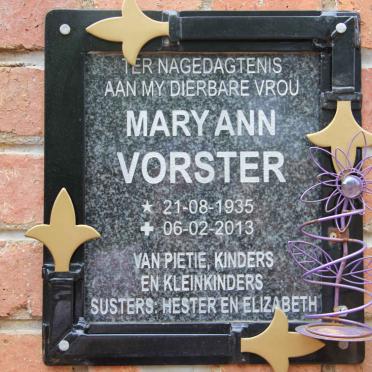 TER NAGEDAGTENIS
AAN MY DIERBARE VROU
MARY ANN
VORSTER
★ 21-08-1935
✚ 06-02-2013
VAN PIETIE, KINDERS
EN KLEINKINDERS
SUSTERS: HESTER EN ELIZABETH